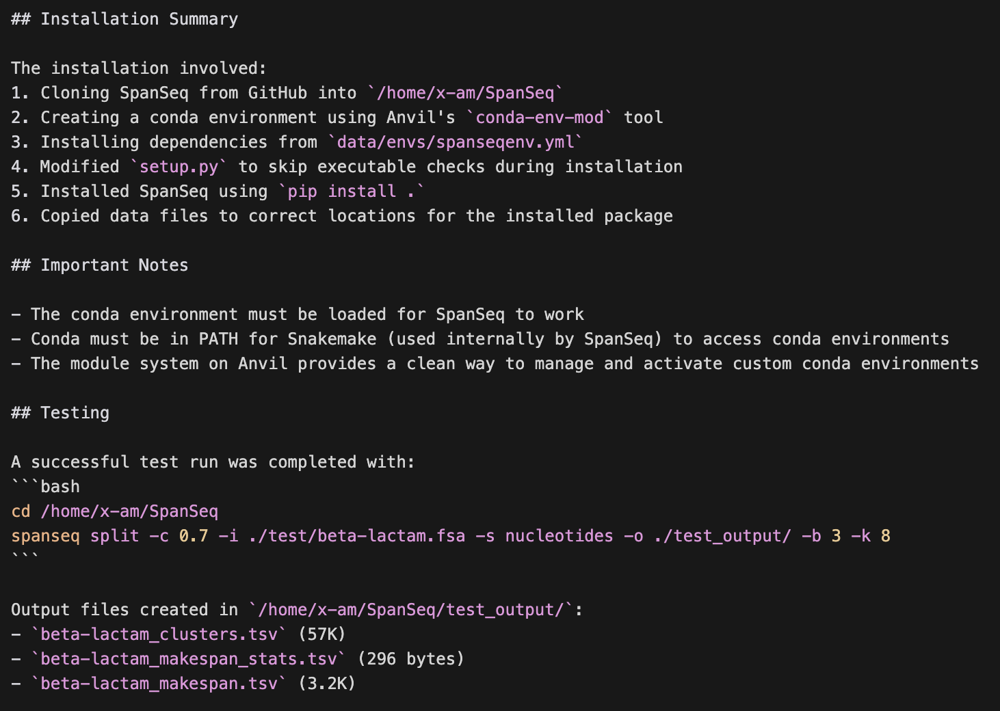 ## Installation Summary
The installation involved:
1. Cloning SpanSeq from GitHub into `/home/x-am/SpanSeq`
2. Creating a conda environment using Anvil's `conda-env-mod` tool
3. Installing dependencies from `data/envs/spanseqenv.yml`
4. Modified `setup.py` to skip executable checks during installation
5. Installed SpanSeq using `pip install .`
6. Copied data files to correct locations for the installed package
## Important Notes
- The conda environment must be loaded for SpanSeq to work
- Conda must be in PATH for Snakemake (used internally by SpanSeq) to access conda environments
- The module system on Anvil provides a clean way to manage and activate custom conda environments
## Testing
A successful test run was completed with:
```bash
cd /home/x-am/SpanSeq
spanseq split -c 0.7 -i ./test/beta-lactam.fsa -s nucleotides -o ./test_output/ -b 3 -k 8
```
Output files created in `/home/x-am/SpanSeq/test_output/`:
- `beta-lactam_clusters.tsv` (57K)
- `beta-lactam_makespan_stats.tsv` (296 bytes)
- `beta-lactam_makespan.tsv` (3.2K)